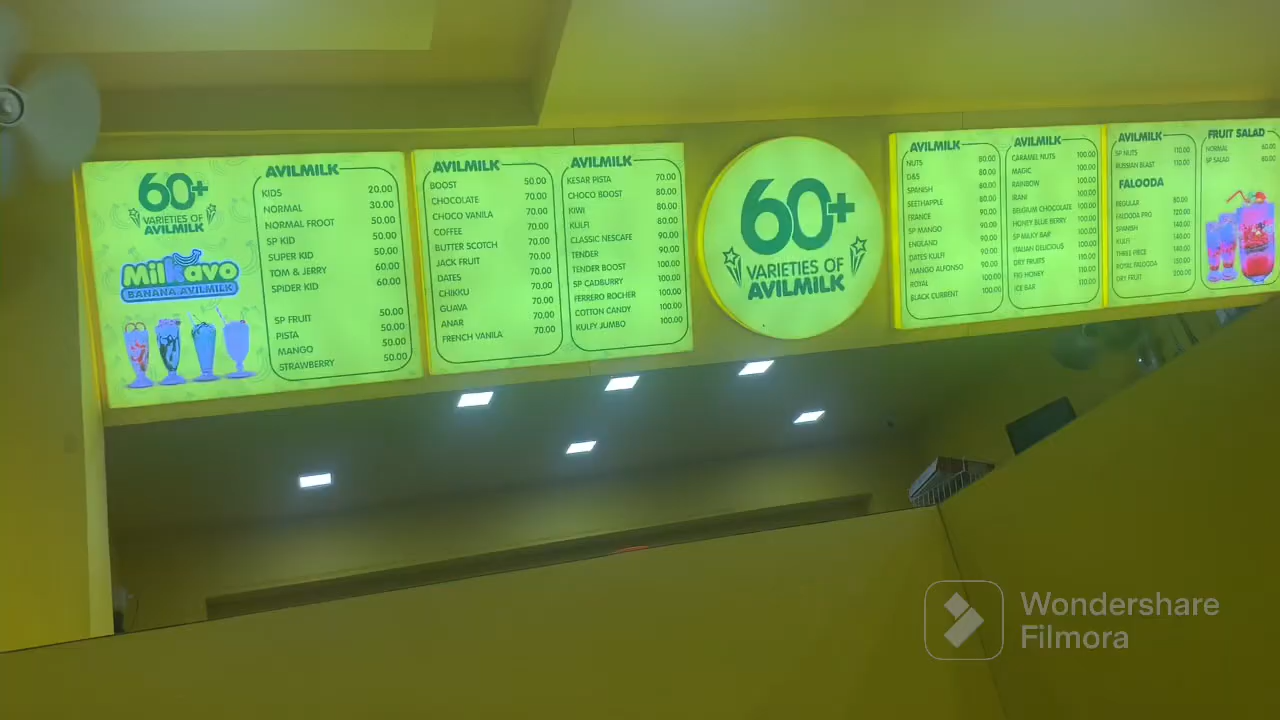 60+
VARIETIES OF
AVILMILK
Milkavo
BANANA AVILMILK
AVILMILK
KIDS 20.00
NORMAL 30.00
NORMAL FROOT 50.00
SP KID 50.00
SUPER KID 50.00
TOM & JERRY 60.00
SPIDER KID 60.00
SP FRUIT 50.00
PISTA 50.00
MANGO 50.00
STRAWBERRY 50.00
AVILMILK
BOOST 50.00
CHOCOLATE 70.00
CHOCO VANILA 70.00
COFFEE 70.00
BUTTER SCOTCH 70.00
JACK FRUIT 70.00
DATES 70.00
CHIKKU 70.00
GUAVA 70.00
ANAR 70.00
FRENCH VANILA 70.00
AVILMILK
KESAR PISTA 70.00
CHOCO BOOST 80.00
KIWI 80.00
KULFI 80.00
CLASSIC NESCAFE 90.00
TENDER 90.00
TENDER BOOST 100.00
SP CADBURRY 100.00
FERRERO ROCHER 100.00
COTTON CANDY 100.00
KULFY JUMBO 100.00
60+
VARIETIES OF
AVILMILK
AVILMILK
NUTS 80.00
D&S 80.00
SPANISH 80.00
SEETHAPPLE 80.00
FRANCE 90.00
SP MANGO 90.00
ENGLAND 90.00
DATES KULFI 90.00
MANGO ALFONSO 90.00
ROYAL 100.00
BLACK CURRENT 100.00
AVILMILK
CARAMEL NUTS 100.00
MAGIC 100.00
RAINBOW 100.00
IRANI 100.00
BELGIUM CHOCOLATE 100.00
HONEY BLUE BERRY 100.00
SP MILKY BAR 100.00
ITALIAN DELICIOUS 100.00
DRY FRUITS 110.00
FIG HONEY 110.00
ICE BAR 110.00
AVILMILK
SP NUTS 110.00
RUSSIAN BLAST 110.00
FALOODA
REGULAR 80.00
FALOODA PRO 120.00
SPANISH 140.00
KULFI 140.00
THREE PIECE 140.00
ROYAL FALOODA 150.00
DRY FRUIT 200.00
FRUIT SALAD
NORMAL 60.00
SP SALAD 80.00
Wondershare
Filmora